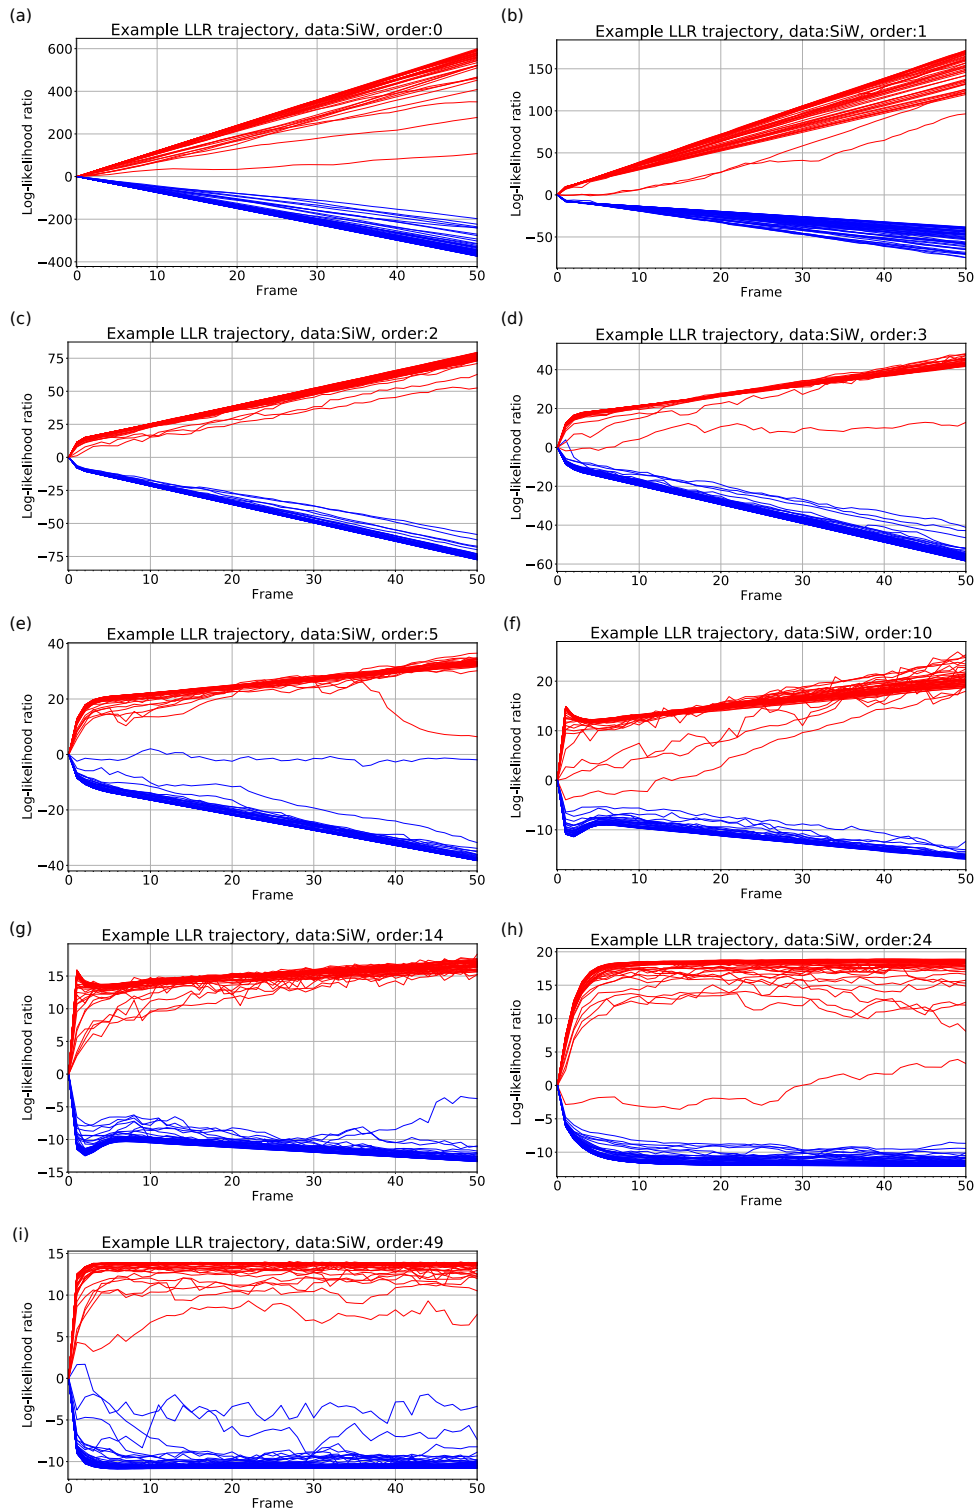 (a)
Example LLR trajectory, data:SiW, order:0
600
400
200
0
−200
−400
Log-likelihood ratio
0 10 20 30 40 50
Frame
(b)
Example LLR trajectory, data:SiW, order:1
150
100
50
0
−50
Log-likelihood ratio
0 10 20 30 40 50
Frame
(c)
Example LLR trajectory, data:SiW, order:2
75
50
25
0
−25
−50
−75
Log-likelihood ratio
0 10 20 30 40 50
Frame
(d)
Example LLR trajectory, data:SiW, order:3
40
20
0
−20
−40
−60
Log-likelihood ratio
0 10 20 30 40 50
Frame
(e)
Example LLR trajectory, data:SiW, order:5
40
20
0
−20
−40
Log-likelihood ratio
0 10 20 30 40 50
Frame
(f)
Example LLR trajectory, data:SiW, order:10
20
10
0
−10
Log-likelihood ratio
0 10 20 30 40 50
Frame
(g)
Example LLR trajectory, data:SiW, order:14
15
10
5
0
−5
−10
−15
Log-likelihood ratio
0 10 20 30 40 50
Frame
(h)
Example LLR trajectory, data:SiW, order:24
20
15
10
5
0
−5
−10
Log-likelihood ratio
0 10 20 30 40 50
Frame
(i)
Example LLR trajectory, data:SiW, order:49
15
10
5
0
−5
−10
Log-likelihood ratio
0 10 20 30 40 50
Frame